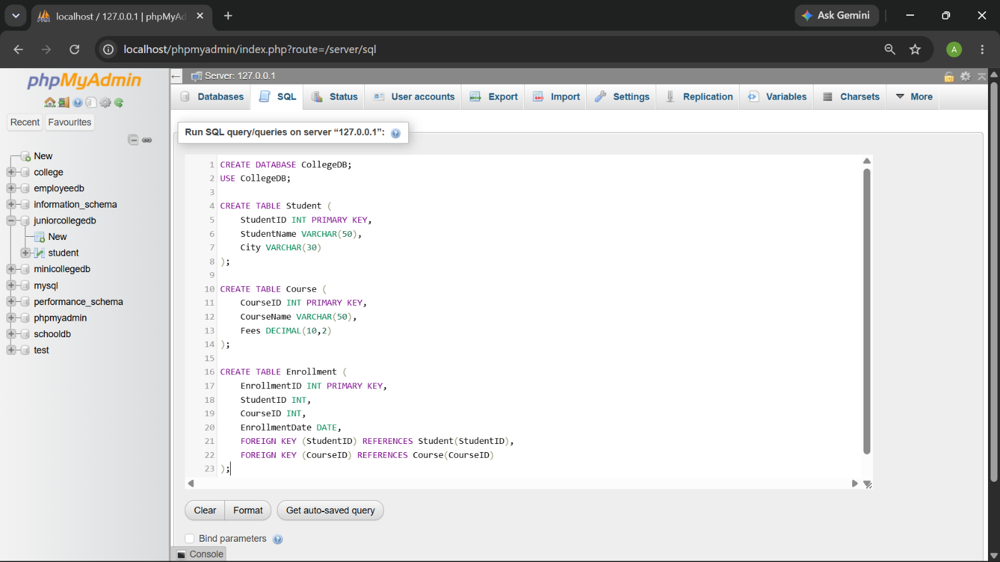 localhost / 127.0.0.1 | phpMyAd
Ask Gemini
localhost/phpmyadmin/index.php?route=/server/sql
A
phpMyAdmin
Recent
Favourites
New
college
employeedb
information_schema
juniorcollegedb
New
student
minicollegedb
mysql
performance_schema
phpmyadmin
schooldb
test
Server: 127.0.0.1
Databases
SQL
Status
User accounts
Export
Import
Settings
Replication
Variables
Charsets
More
Run SQL query/queries on server “127.0.0.1”:
1 CREATE DATABASE CollegeDB;
2 USE CollegeDB;
3
4 CREATE TABLE Student (
5     StudentID INT PRIMARY KEY,
6     StudentName VARCHAR(50),
7     City VARCHAR(30)
8 );
9
10 CREATE TABLE Course (
11     CourseID INT PRIMARY KEY,
12     CourseName VARCHAR(50),
13     Fees DECIMAL(10,2)
14 );
15
16 CREATE TABLE Enrollment (
17     EnrollmentID INT PRIMARY KEY,
18     StudentID INT,
19     CourseID INT,
20     EnrollmentDate DATE,
21     FOREIGN KEY (StudentID) REFERENCES Student(StudentID),
22     FOREIGN KEY (CourseID) REFERENCES Course(CourseID)
23 );
Clear
Format
Get auto-saved query
Bind parameters
Console